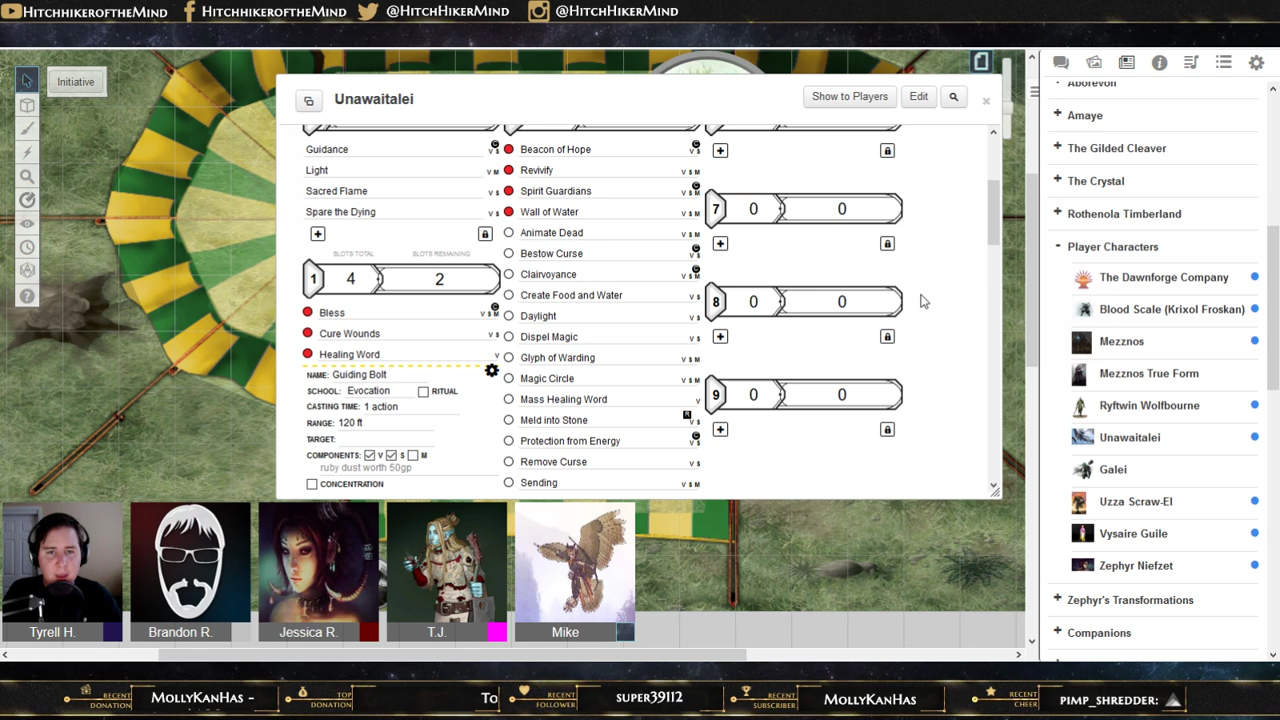 HITCHHIKEROFTHEMIND
HITCHHIKEROFTHEMIND
@HITCHHIKERMIND
@HITCHHIKERMIND
Initiative
Unawaitalei
Show to Players
Edit
Guidance
V S
C
Light
V M
Sacred Flame
V S
Spare the Dying
V S
SLOTS TOTAL
SLOTS REMAINING
1
4
2
Bless
V S M
C
Cure Wounds
V S
Healing Word
V
NAME: Guiding Bolt
SCHOOL: Evocation
RITUAL
CASTING TIME: 1 action
RANGE: 120 ft
TARGET:
COMPONENTS: V S M
ruby dust worth 50gp
CONCENTRATION
Beacon of Hope
V S
C
Revivify
V S M
Spirit Guardians
V S M
C
Wall of Water
V S M
Animate Dead
V S M
Bestow Curse
V S
C
Clairvoyance
V S M
C
Create Food and Water
V S
Daylight
V S
Dispel Magic
V S
Glyph of Warding
V S M
Magic Circle
V S M
Mass Healing Word
V
Meld into Stone
V S
R
Protection from Energy
V S
C
Remove Curse
V S
Sending
V S M
7
0
0
8
0
0
9
0
0
Aborevon
Amaye
The Gilded Cleaver
The Crystal
Rothenola Timberland
Player Characters
The Dawnforge Company
Blood Scale (Krixol Froskan)
Mezznos
Mezznos True Form
Ryftwin Wolfbourne
Unawaitalei
Galei
Uzza Scraw-El
Vysaire Guile
Zephyr Niefzet
Zephyr's Transformations
Companions
Tyrell H.
Brandon R.
Jessica R.
T.J.
Mike
RECENT
DONATION
MOLLYKANHAS -
TOP
DONATION
To
RECENT
FOLLOWER
SUPER39112
RECENT
SUBSCRIBER
MOLLYKANHAS
RECENT
CHEER
PIMP_SHREDDER: